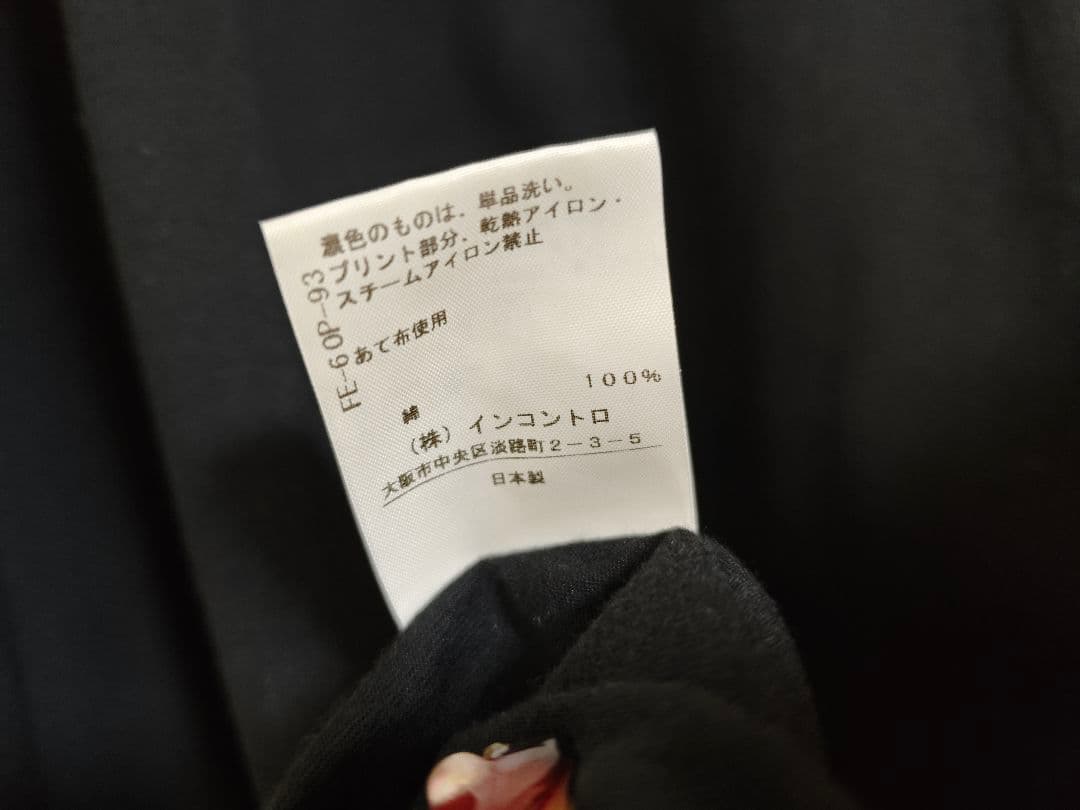 濃色のものは、単品洗い。
プリント部分、乾熱アイロン・
スチームアイロン禁止
あて布使用
FE-60P-93
綿 100%
(株)インコントロ
大阪市中央区淡路町2-3-5
日本製